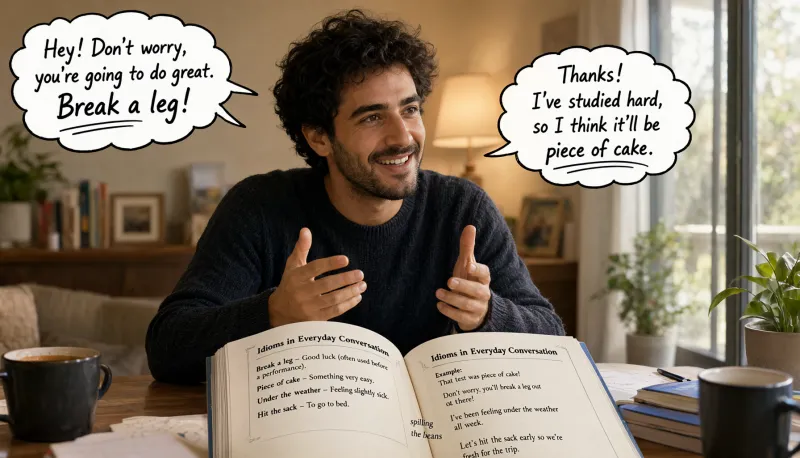 Hey! Don't worry,
you're going to do great.
Break a leg!
Thanks!
I've studied hard,
so I think it'll be
piece of cake.
Idioms in Everyday Conversation
Break a leg – Good luck (often used before
a performance).
Piece of cake – Something very easy.
Under the weather – Feeling slightly sick.
Hit the sack – To go to bed.
spilling
the beans
Idioms in Everyday Conversation
Example:
That test was piece of cake!
Don't worry, you'll break a leg out
ot there!
I've been feeling under the weather
all week.
Let's hit the sack early so we're
fresh for the trip.